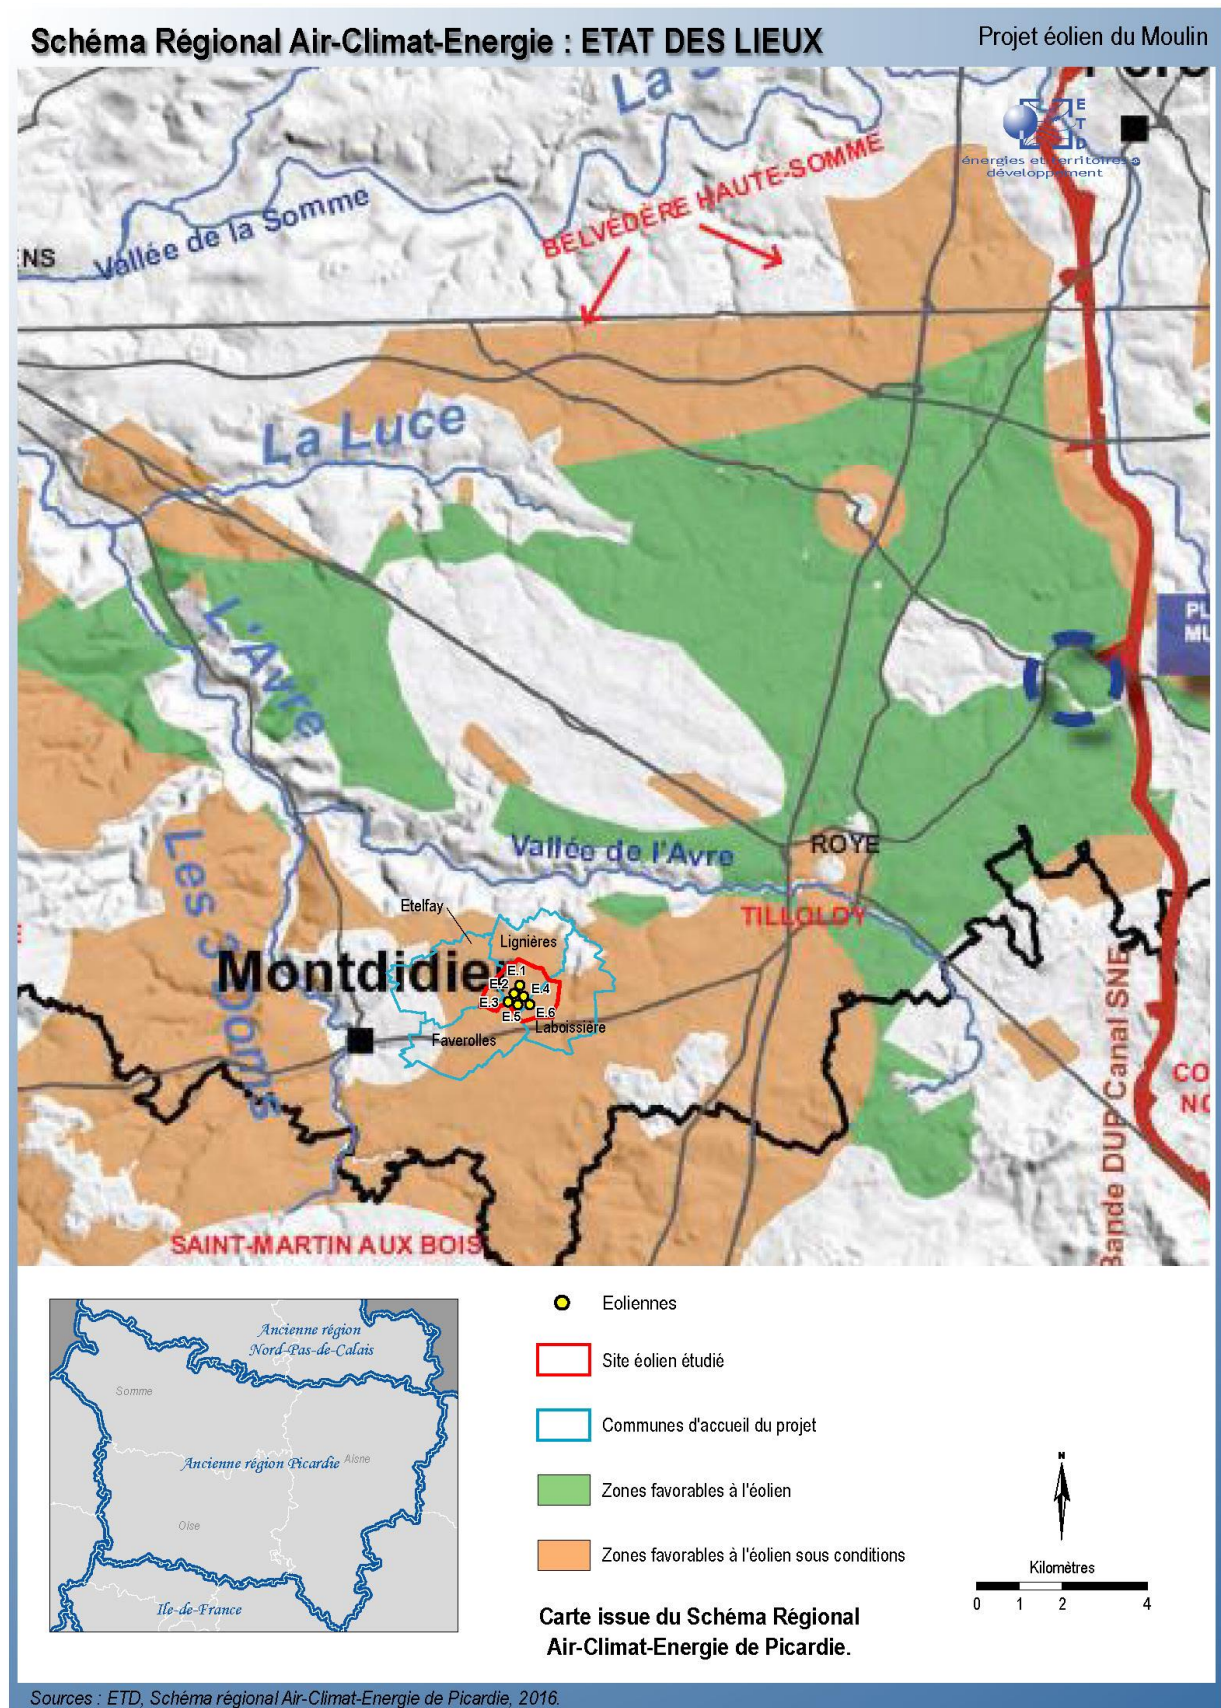 Schéma Régional Air-Climat-Energie : ETAT DES LIEUX
Projet éolien du Moulin
E
T
D
énergies et territoires
développement
BELVÉDÈRE HAUTE-SOMME
Vallée de la Somme
ENS
La Luce
L'Avre
PL
MU
Vallée de l'Avre
ROYE
Les 3 Doms
Etelfay
TILLOLOY
Lignières
Montdidier
E.1
E.2
E.4
E.3
E.5
E.6
Laboissière
Faverolles
Bande DUP Canal SNE
CO
NO
SAINT-MARTIN AUX BOIS
Ancienne région
Nord-Pas-de-Calais
Somme
Ancienne région Picardie
Aisne
Oise
Ile-de-France
Eoliennes
Site éolien étudié
Communes d'accueil du projet
Zones favorables à l'éolien
Zones favorables à l'éolien sous conditions
Carte issue du Schéma Régional
Air-Climat-Energie de Picardie.
N
Kilomètres
0 1 2 4
Sources : ETD, Schéma régional Air-Climat-Energie de Picardie, 2016.